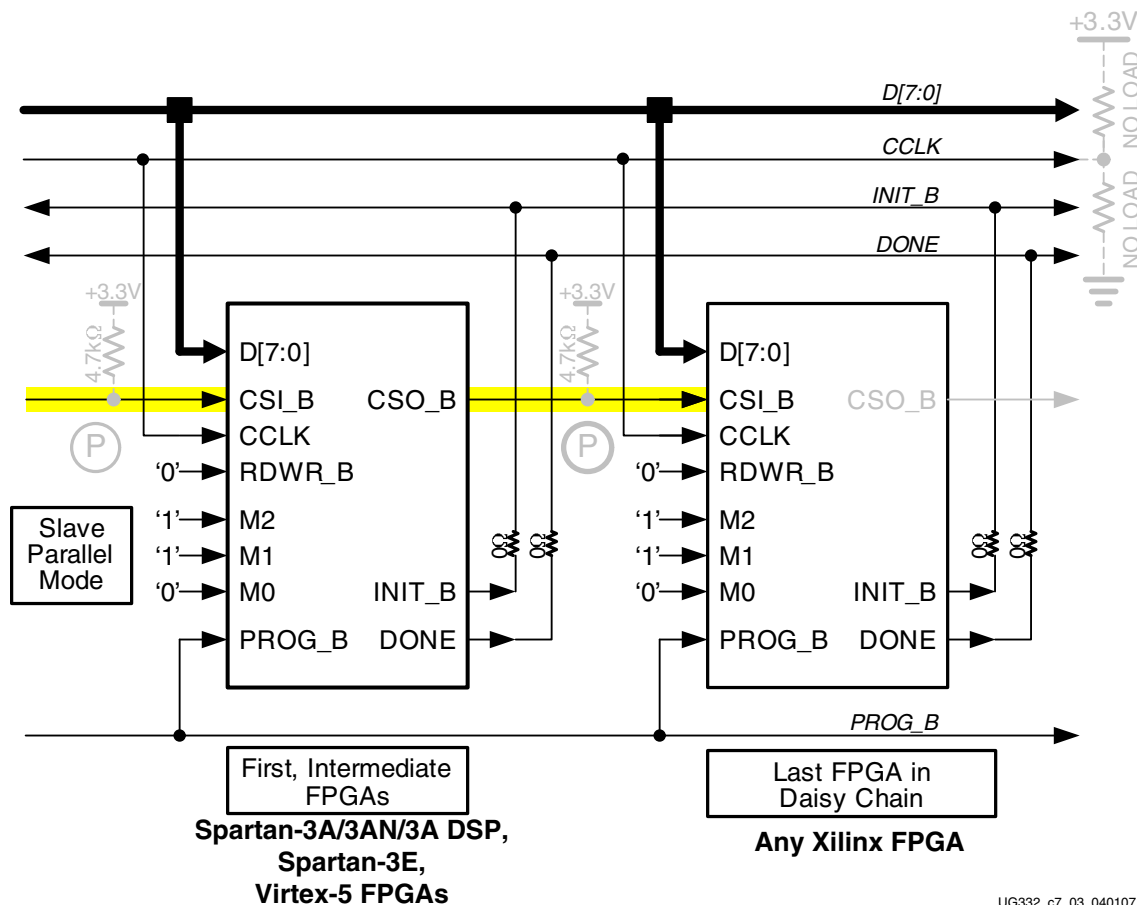 +3.3V
NO LOAD
NO LOAD
D[7:0]
CCLK
INIT_B
DONE
+3.3V
4.7kΩ
P
D[7:0]
CSI_B
CSO_B
CCLK
RDWR_B
‘0’
M2
‘1’
M1
‘1’
M0
‘0’
INIT_B
PROG_B
DONE
0Ω
0Ω
Slave
Parallel
Mode
+3.3V
4.7kΩ
P
D[7:0]
CSI_B
CSO_B
CCLK
RDWR_B
‘0’
M2
‘1’
M1
‘1’
M0
‘0’
INIT_B
PROG_B
DONE
0Ω
0Ω
PROG_B
First, Intermediate
FPGAs
Spartan-3A/3AN/3A DSP,
Spartan-3E,
Virtex-5 FPGAs
Last FPGA in
Daisy Chain
Any Xilinx FPGA
UG332_c7_03_040107